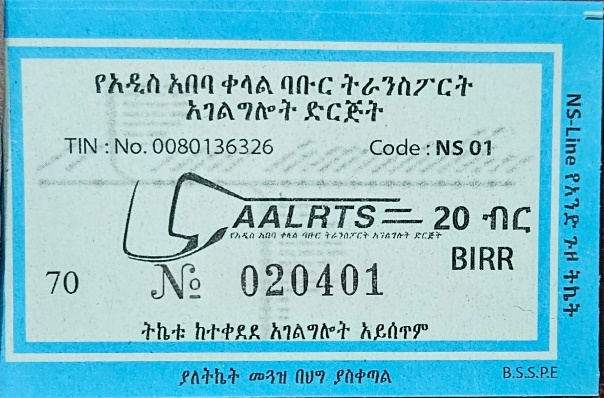 የአዲስ አበባ ቀላል ባቡር ትራንስፖርት
አገልግሎት ድርጅት
TIN : No. 0080136326 Code : NS 01
AALRTS 20 ብር
የአዲስ አበባ ቀላል ባቡር ትራንስፖርት አገልግሎት ድርጅት
BIRR
70 № 020401
ትኬቱ ከተቀደደ አገልግሎት አይሰጥም
ያለትኬት መጓዝ በህግ ያስቀጣል
B.S.S.P.E
NS-Line የአንድ ጉዞ ትኬት